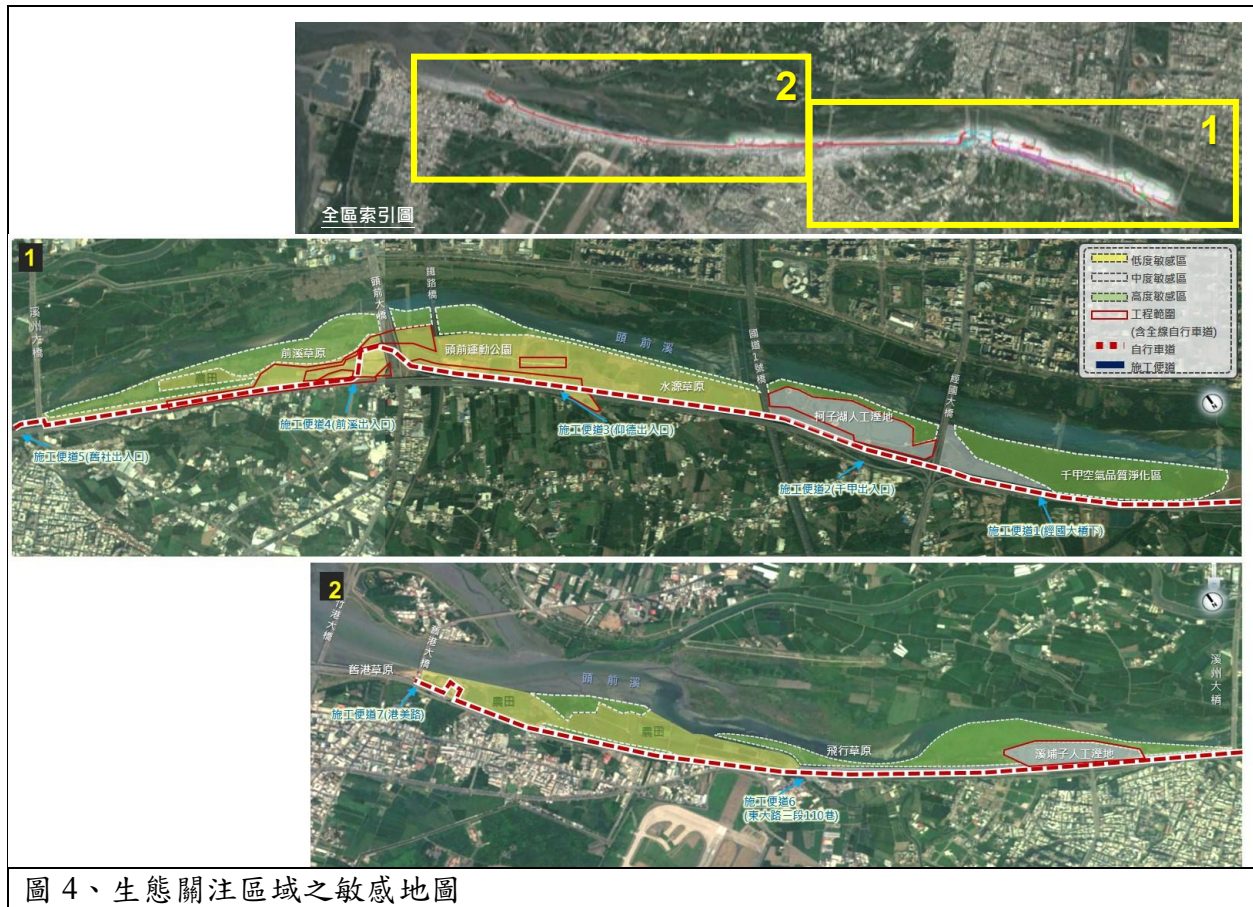 2
1
全區索引圖
1
溪州大橋
頭前大橋
鐵路橋
國道1號橋
經國大橋
前溪草原
農田
頭前運動公園
頭前溪
水源草原
柯子湖人工溼地
千甲空氣品質淨化區
低度敏感區
中度敏感區
高度敏感區
工程範圍
(含全線自行車道)
自行車道
施工便道
施工便道5(舊社出入口)
施工便道4(前溪出入口)
施工便道3(仰德出入口)
施工便道2(千甲出入口)
施工便道1(經國大橋下)
2
竹港大橋
舊港大橋
舊港草原
頭前溪
溪州大橋
農田
農田
飛行草原
溪埔子人工溼地
施工便道7(港美路)
施工便道6
(東大路三段110巷)
圖 4、生態關注區域之敏感地圖